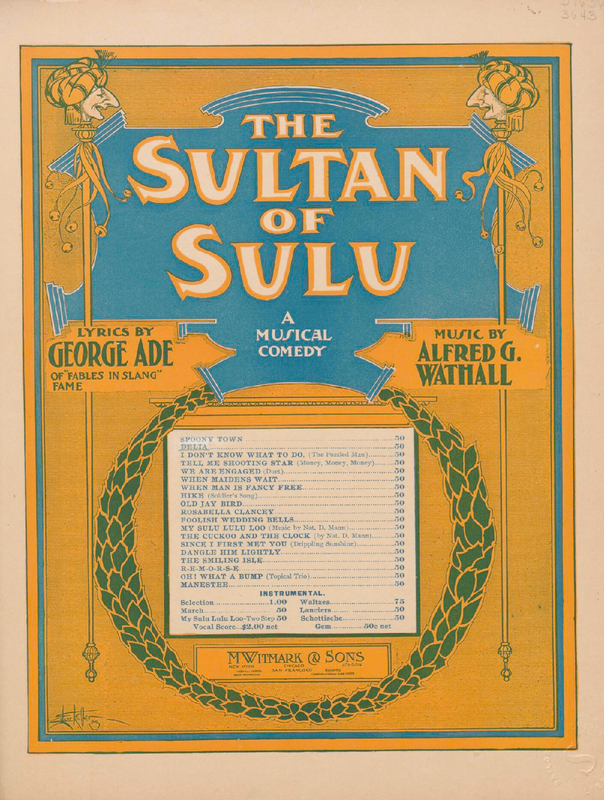 3643
THE
SULTAN
OF
SULU
A
MUSICAL
COMEDY
LYRICS BY
GEORGE ADE
OF "FABLES IN SLANG"
FAME
MUSIC BY
ALFRED G.
WATHALL
SPOONY TOWN 50
DELIA 50
I DON'T KNOW WHAT TO DO. (The Puzzled Man) 50
TELL ME SHOOTING STAR (Money, Money, Money) 50
WE ARE ENGAGED (Duet) 50
WHEN MAIDENS WAIT 50
WHEN MAN IS FANCY FREE 50
HIKE (Soldier's Song) 50
OLD JAY BIRD 50
ROSABELLA CLANCEY 50
FOOLISH WEDDING BELLS 50
MY SULU LULU LOO (Music by Nat. D. Mann) 50
THE CUCKOO AND THE CLOCK (by Nat. D. Mann) 50
SINCE I FIRST MET YOU (Drippling Sunshine) 50
DANGLE HIM LIGHTLY 50
THE SMILING ISLE 50
R-E-M-O-R-S-E 50
OH! WHAT A BUMP (Topical Trio) 50
MANESTEE 50
INSTRUMENTAL.
Selection 1.00 Waltzes 75
March 50 Lanciers 50
My Sulu Lulu Loo-Two Step 50 Schottische 50
Vocal Score $2.00 net Gem 50c net
M. WITMARK & SONS
NEW YORK CHICAGO LONDON
SAN FRANCISCO